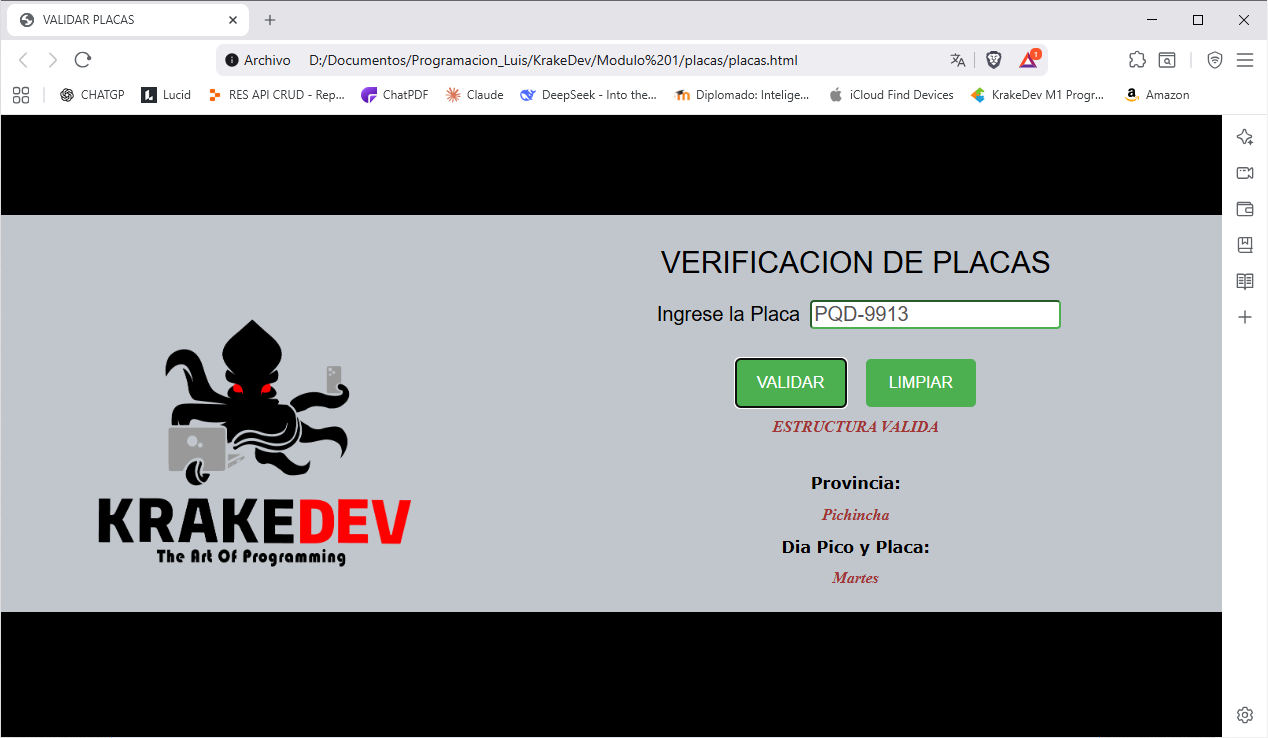 VALIDAR PLACAS
Archivo D:/Documentos/Programacion_Luis/KrakeDev/Modulo%201/placas/placas.html
1
CHATGP Lucid RES API CRUD - Rep... ChatPDF Claude DeepSeek - Into the... Diplomado: Intelige... iCloud Find Devices KrakeDev M1 Progr... Amazon
VERIFICACION DE PLACAS
Ingrese la Placa PQD-9913
VALIDAR LIMPIAR
ESTRUCTURA VALIDA
Provincia:
Pichincha
Dia Pico y Placa:
Martes
KRAKEDEV
The Art Of Programming